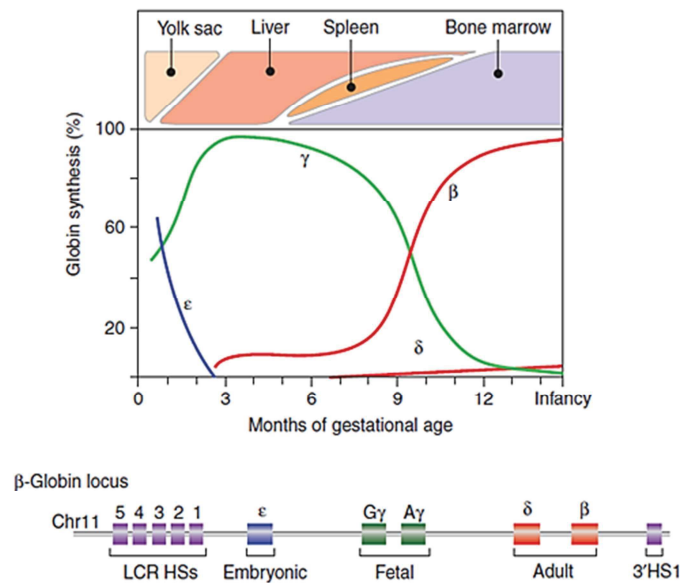 Yolk sac Liver Spleen Bone marrow
Globin synthesis (%)
100
60
20
γ
β
ε
δ
0 3 6 9 12 Infancy
Months of gestational age
β-Globin locus
5 4 3 2 1 ε Gγ Aγ δ β
Chr11
LCR HSs Embryonic Fetal Adult 3′HS1